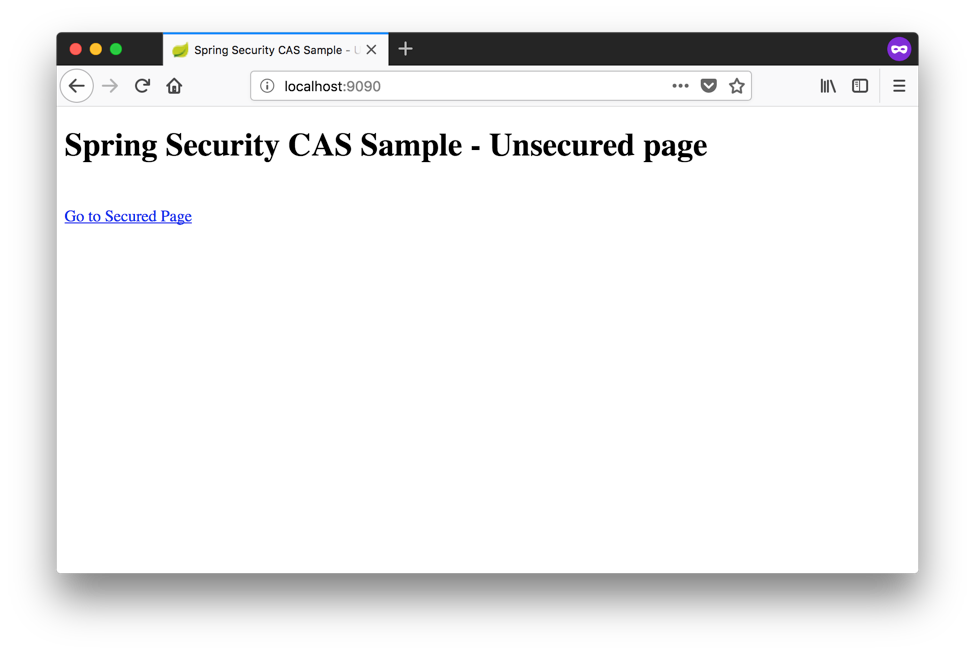 Spring Security CAS Sample - U
localhost:9090
Spring Security CAS Sample - Unsecured page
Go to Secured Page